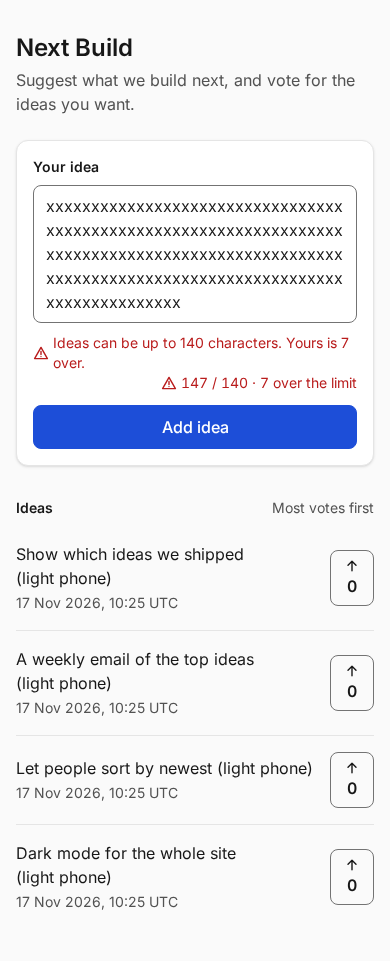 Next Build
Suggest what we build next, and vote for the
ideas you want.
Your idea
xxxxxxxxxxxxxxxxxxxxxxxxxxxxxxxxx
xxxxxxxxxxxxxxxxxxxxxxxxxxxxxxxxx
xxxxxxxxxxxxxxxxxxxxxxxxxxxxxxxxx
xxxxxxxxxxxxxxxxxxxxxxxxxxxxxxxxx
xxxxxxxxxxxxxxx
Ideas can be up to 140 characters. Yours is 7
over.
147 / 140 · 7 over the limit
Add idea
Ideas
Most votes first
Show which ideas we shipped
(light phone)
17 Nov 2026, 10:25 UTC
↑
0
A weekly email of the top ideas
(light phone)
17 Nov 2026, 10:25 UTC
↑
0
Let people sort by newest (light phone)
17 Nov 2026, 10:25 UTC
↑
0
Dark mode for the whole site
(light phone)
17 Nov 2026, 10:25 UTC
↑
0